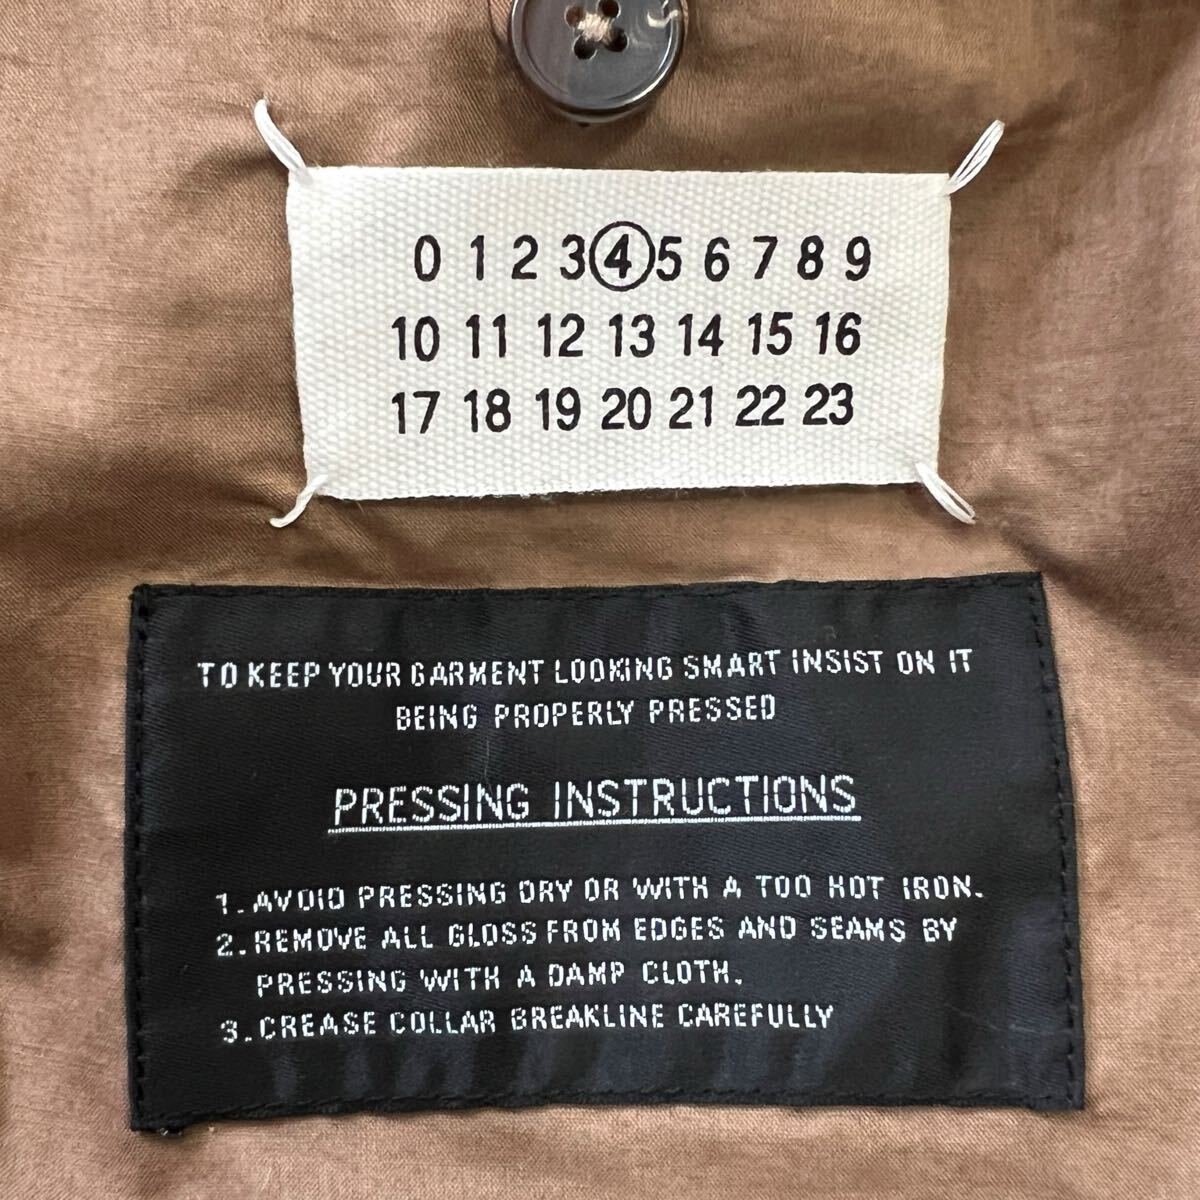 0 1 2 3 4 5 6 7 8 9
10 11 12 13 14 15 16
17 18 19 20 21 22 23
TO KEEP YOUR GARMENT LOOKING SMART INSIST ON IT
BEING PROPERLY PRESSED
PRESSING INSTRUCTIONS
1. AVOID PRESSING DRY OR WITH A TOO HOT IRON.
2. REMOVE ALL GLOSS FROM EDGES AND SEAMS BY
PRESSING WITH A DAMP CLOTH.
3. CREASE COLLAR BREAKLINE CAREFULLY